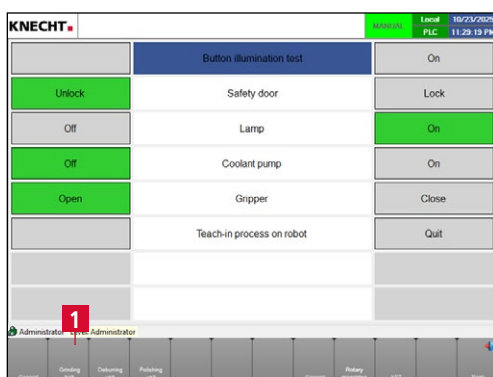 KNECHT
MANUAL
Local
10/23/2025
PLC
11:29:19 PM
Button illumination test
On
Unlock
Safety door
Lock
Off
Lamp
On
Off
Coolant pump
On
Open
Gripper
Close
Teach-in process on robot
Quit
1
Administrator
Level: Administrator
Grinding
Deburring
Polishing
Rotary